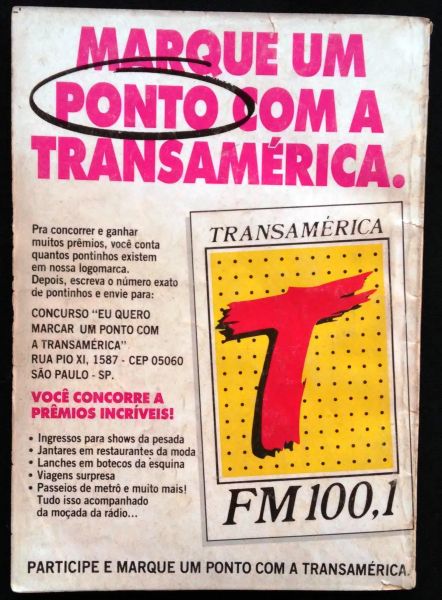 MARQUE UM
PONTO COM A
TRANSAMÉRICA.
Pra concorrer e ganhar
muitos prêmios, você conta
quantos pontinhos existem
em nossa logomarca.
Depois, escreva o número exato
de pontinhos e envie para:
CONCURSO "EU QUERO
MARCAR UM PONTO COM
A TRANSAMÉRICA"
RUA PIO XI, 1587 - CEP 05060
SÃO PAULO - SP.
VOCÊ CONCORRE A
PRÊMIOS INCRÍVEIS!
• Ingressos para shows da pesada
• Jantares em restaurantes da moda
• Lanches em botecos da esquina
• Viagens surpresa
• Passeios de metrô e muito mais!
Tudo isso acompanhado
da moçada da rádio...
TRANSAMÉRICA
T
FM 100,1
PARTICIPE E MARQUE UM PONTO COM A TRANSAMÉRICA.